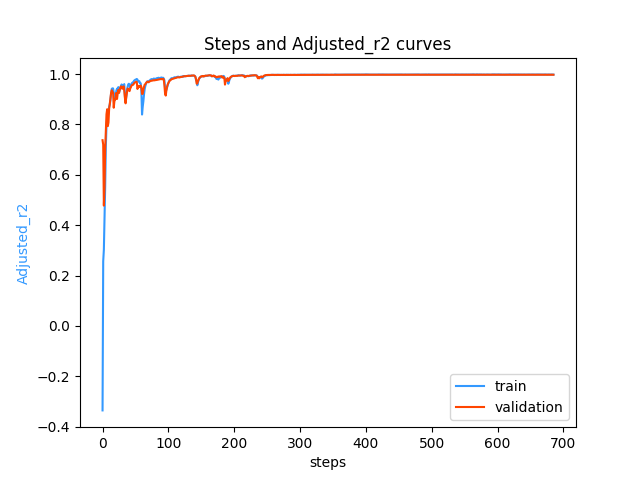 Steps and Adjusted_r2 curves
Adjusted_r2
1.0
0.8
0.6
0.4
0.2
0.0
−0.2
−0.4
0 100 200 300 400 500 600 700
steps
train
validation